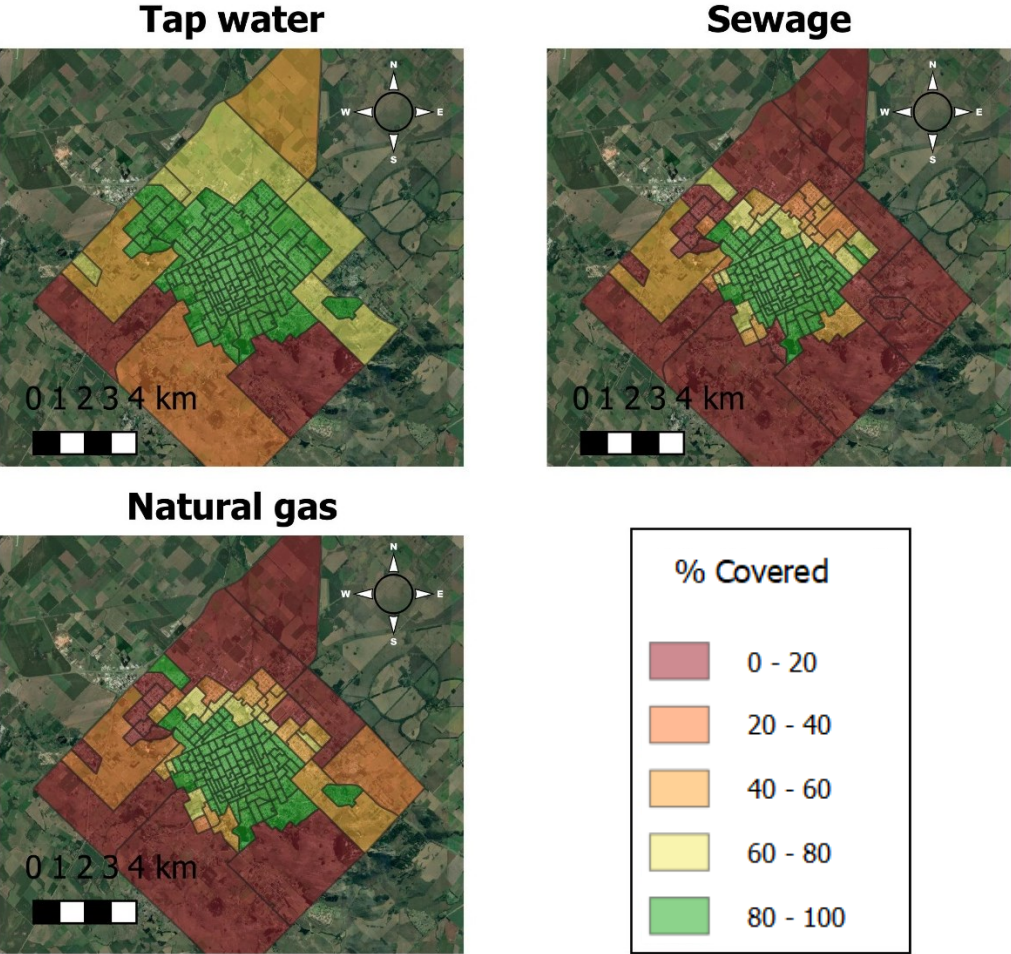 Tap water
N
W E
S
0 1 2 3 4 km
Sewage
N
W E
S
0 1 2 3 4 km
Natural gas
N
W E
S
0 1 2 3 4 km
% Covered
0 - 20
20 - 40
40 - 60
60 - 80
80 - 100